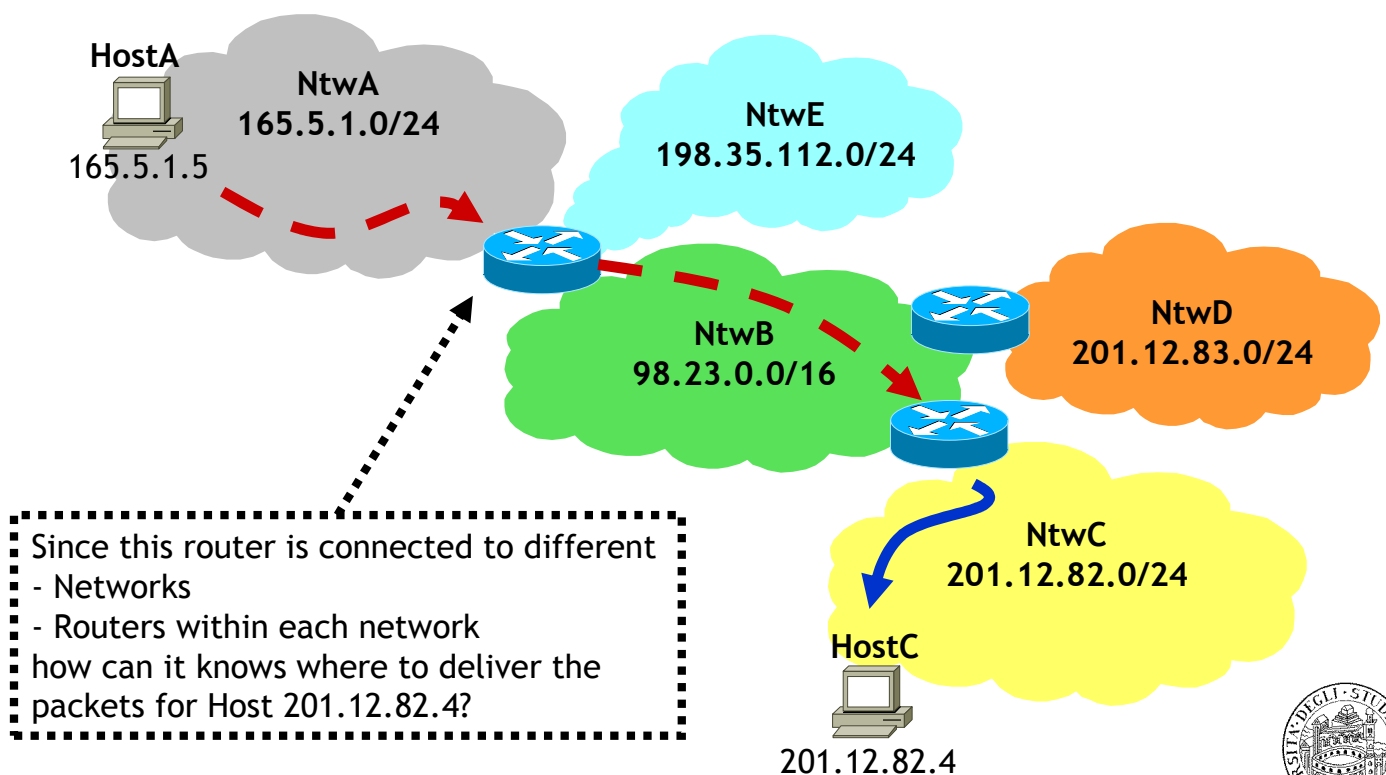 HostA
NtwA
165.5.1.0/24
165.5.1.5
NtwE
198.35.112.0/24
NtwB
98.23.0.0/16
NtwD
201.12.83.0/24
NtwC
201.12.82.0/24
HostC
201.12.82.4
Since this router is connected to different
- Networks
- Routers within each network
how can it knows where to deliver the
packets for Host 201.12.82.4?
DEGLI · STU